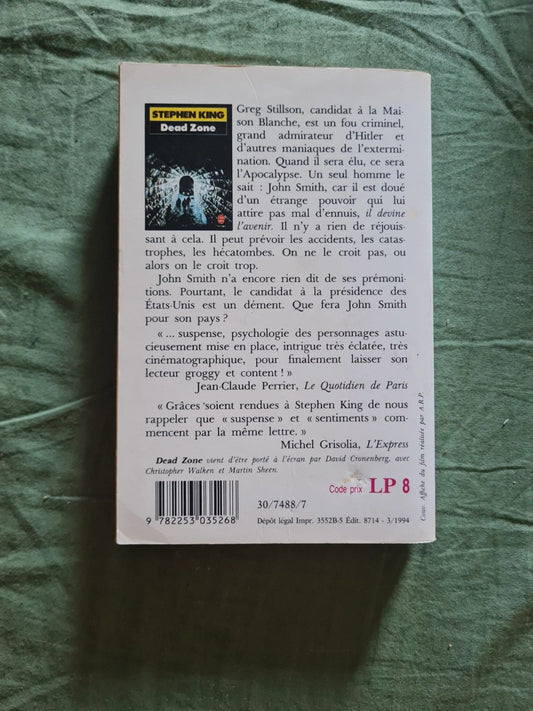 STEPHEN KING
Dead Zone
Greg Stillson, candidat à la Mai-
son Blanche, est un fou criminel,
grand admirateur d'Hitler et
d'autres maniaques de l'extermi-
nation. Quand il sera élu, ce sera
l'Apocalypse. Un seul homme le
sait : John Smith, car il est doué
d'un étrange pouvoir qui lui
attire pas mal d'ennuis, il devine
l'avenir. Il n'y a rien de réjouis-
sant à cela. Il peut prévoir les accidents, les catas-
trophes, les hécatombes. On ne le croit pas, ou
alors on le croit trop.
John Smith n'a encore rien dit de ses prémoni-
tions. Pourtant, le candidat à la présidence des
États-Unis est un dément. Que fera John Smith
pour son pays ?
« ... suspense, psychologie des personnages astu-
cieusement mise en place, intrigue très éclatée, très
cinématographique, pour finalement laisser son
lecteur groggy et content ! »
Jean-Claude Perrier, Le Quotidien de Paris
« Grâces soient rendues à Stephen King de nous
rappeler que « suspense » et « sentiments » com-
mencent par la même lettre. »
Michel Grisolia, L'Express
Dead Zone vient d'être porté à l'écran par David Cronenberg, avec
Christopher Walken et Martin Sheen.
Couv. Affiche du film réalisée par A.R.P.
Code prix LP 8
30/7488/7
9 782253 035268
Dépôt légal Impr. 3552B-5 Édit. 8714 - 3/1994